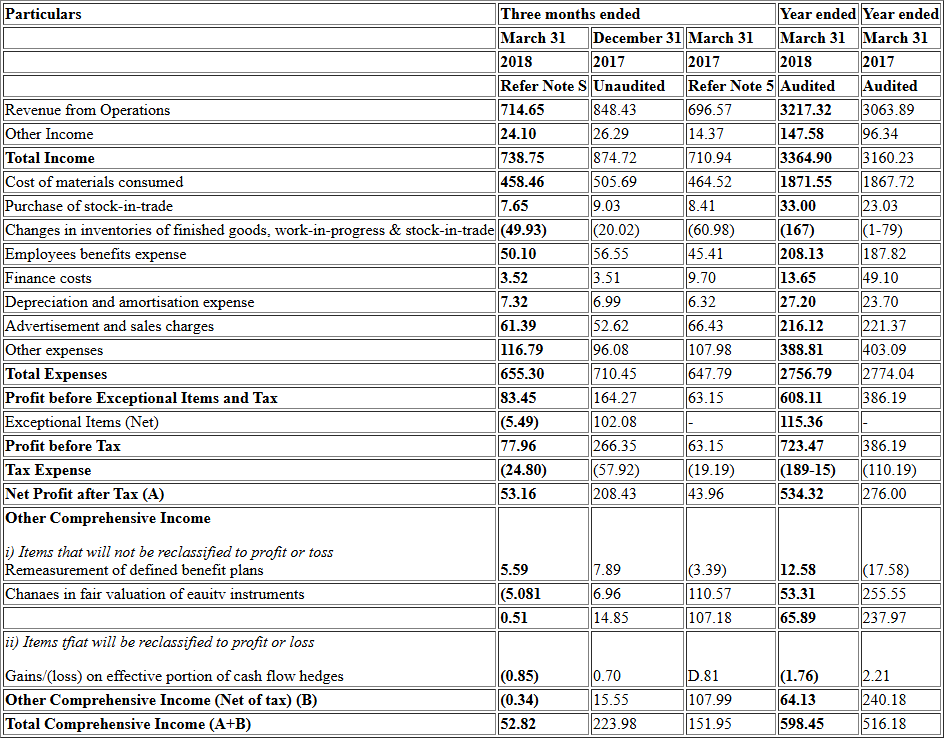 Particulars Three months ended Year ended Year ended
March 31 December 31 March 31 March 31 March 31
2018 2017 2017 2018 2017
Refer Note S Unaudited Refer Note 5 Audited Audited
Revenue from Operations 714.65 848.43 696.57 3217.32 3063.89
Other Income 24.10 26.29 14.37 147.58 96.34
Total Income 738.75 874.72 710.94 3364.90 3160.23
Cost of materials consumed 458.46 505.69 464.52 1871.55 1867.72
Purchase of stock-in-trade 7.65 9.03 8.41 33.00 23.03
Changes in inventories of finished goods, work-in-progress & stock-in-trade (49.93) (20.02) (60.98) (167) (1-79)
Employees benefits expense 50.10 56.55 45.41 208.13 187.82
Finance costs 3.52 3.51 9.70 13.65 49.10
Depreciation and amortisation expense 7.32 6.99 6.32 27.20 23.70
Advertisement and sales charges 61.39 52.62 66.43 216.12 221.37
Other expenses 116.79 96.08 107.98 388.81 403.09
Total Expenses 655.30 710.45 647.79 2756.79 2774.04
Profit before Exceptional Items and Tax 83.45 164.27 63.15 608.11 386.19
Exceptional Items (Net) (5.49) 102.08 - 115.36 -
Profit before Tax 77.96 266.35 63.15 723.47 386.19
Tax Expense (24.80) (57.92) (19.19) (189-15) (110.19)
Net Profit after Tax (A) 53.16 208.43 43.96 534.32 276.00
Other Comprehensive Income
i) Items that will not be reclassified to profit or toss
Remeasurement of defined benefit plans 5.59 7.89 (3.39) 12.58 (17.58)
Chanaes in fair valuation of eauitv instruments (5.081 6.96 110.57 53.31 255.55
0.51 14.85 107.18 65.89 237.97
ii) Items tfiat will be reclassified to profit or loss
Gains/(loss) on effective portion of cash flow hedges (0.85) 0.70 D.81 (1.76) 2.21
Other Comprehensive Income (Net of tax) (B) (0.34) 15.55 107.99 64.13 240.18
Total Comprehensive Income (A+B) 52.82 223.98 151.95 598.45 516.18